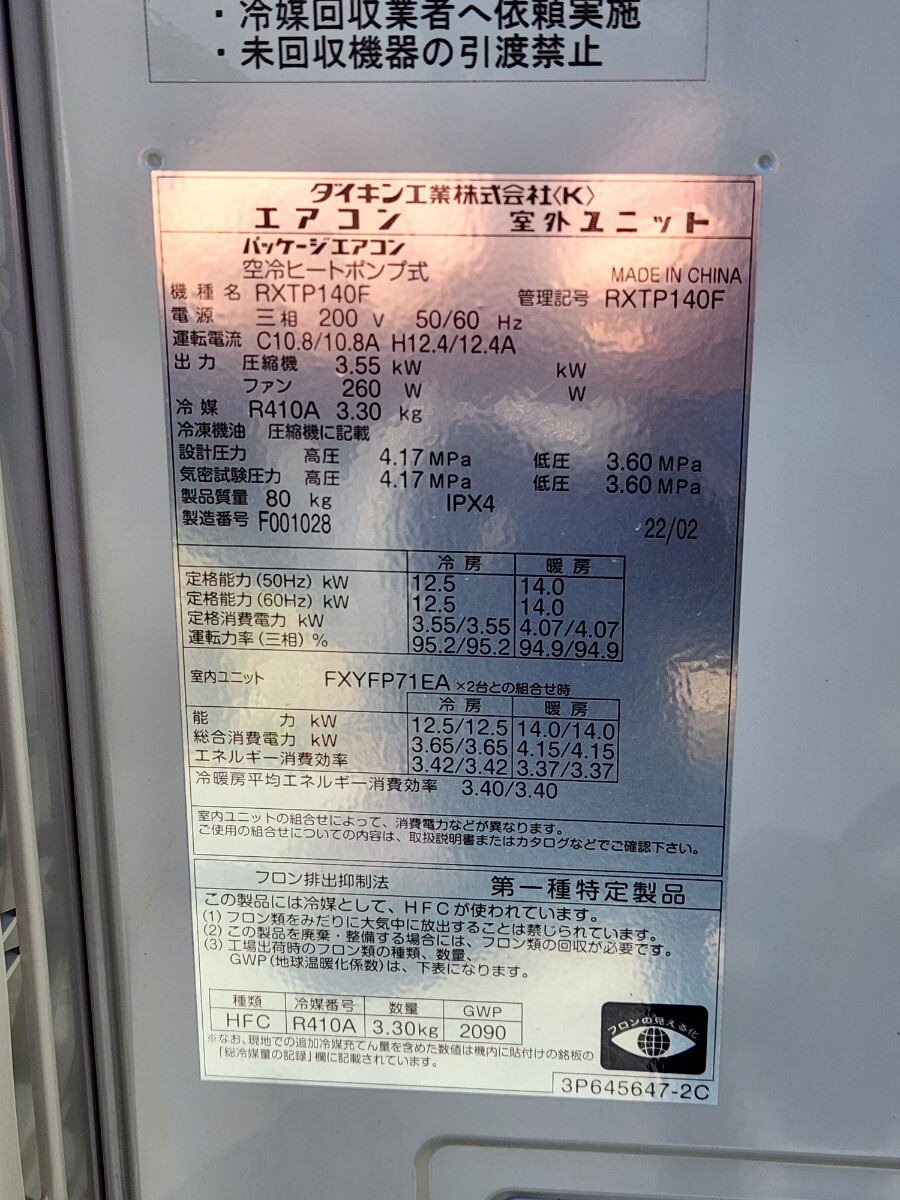 ・冷媒回収業者へ依頼実施
・未回収機器の引渡禁止
ダイキン工業株式会社〈K〉
エアコン 室外ユニット
パッケージエアコン
空冷ヒートポンプ式 MADE IN CHINA
機種名 RXTP140F 管理記号 RXTP140F
電源 三相 200 V 50/60 Hz
運転電流 C10.8/10.8A H12.4/12.4A
出力 圧縮機 3.55 kW kW
ファン 260 W W
冷媒 R410A 3.30 kg
冷凍機油 圧縮機に記載
設計圧力 高圧 4.17 MPa 低圧 3.60 MPa
気密試験圧力 高圧 4.17 MPa 低圧 3.60 MPa
製品質量 80 kg IPX4
製造番号 F001028 22/02
冷房 暖房
定格能力(50Hz) kW 12.5 14.0
定格能力(60Hz) kW 12.5 14.0
定格消費電力 kW 3.55/3.55 4.07/4.07
運転力率(三相) % 95.2/95.2 94.9/94.9
室内ユニット FXYFP71EA ×2台との組合せ時
冷房 暖房
能力 kW 12.5/12.5 14.0/14.0
総合消費電力 kW 3.65/3.65 4.15/4.15
エネルギー消費効率 3.42/3.42 3.37/3.37
冷暖房平均エネルギー消費効率 3.40/3.40
室内ユニットの組合せによって、消費電力などが異なります。
ご使用の組合せについての内容は、取扱説明書またはカタログなどでご確認下さい。
フロン排出抑制法 第一種特定製品
この製品には冷媒として、HFCが使われています。
(1) フロン類をみだりに大気中に放出することは禁じられています。
(2) この製品を廃棄・整備する場合には、フロン類の回収が必要です。
(3) 工場出荷時のフロン類の種類、数量、
GWP(地球温暖化係数)は、下表になります。
種類 冷媒番号 数量 GWP
HFC R410A 3.30kg 2090
フロンの見える化
※なお、現地での追加冷媒充てん量を含めた数値は機内に貼付けの銘板の
「総冷媒量の記録」欄に記載されています。
3P645647-2C